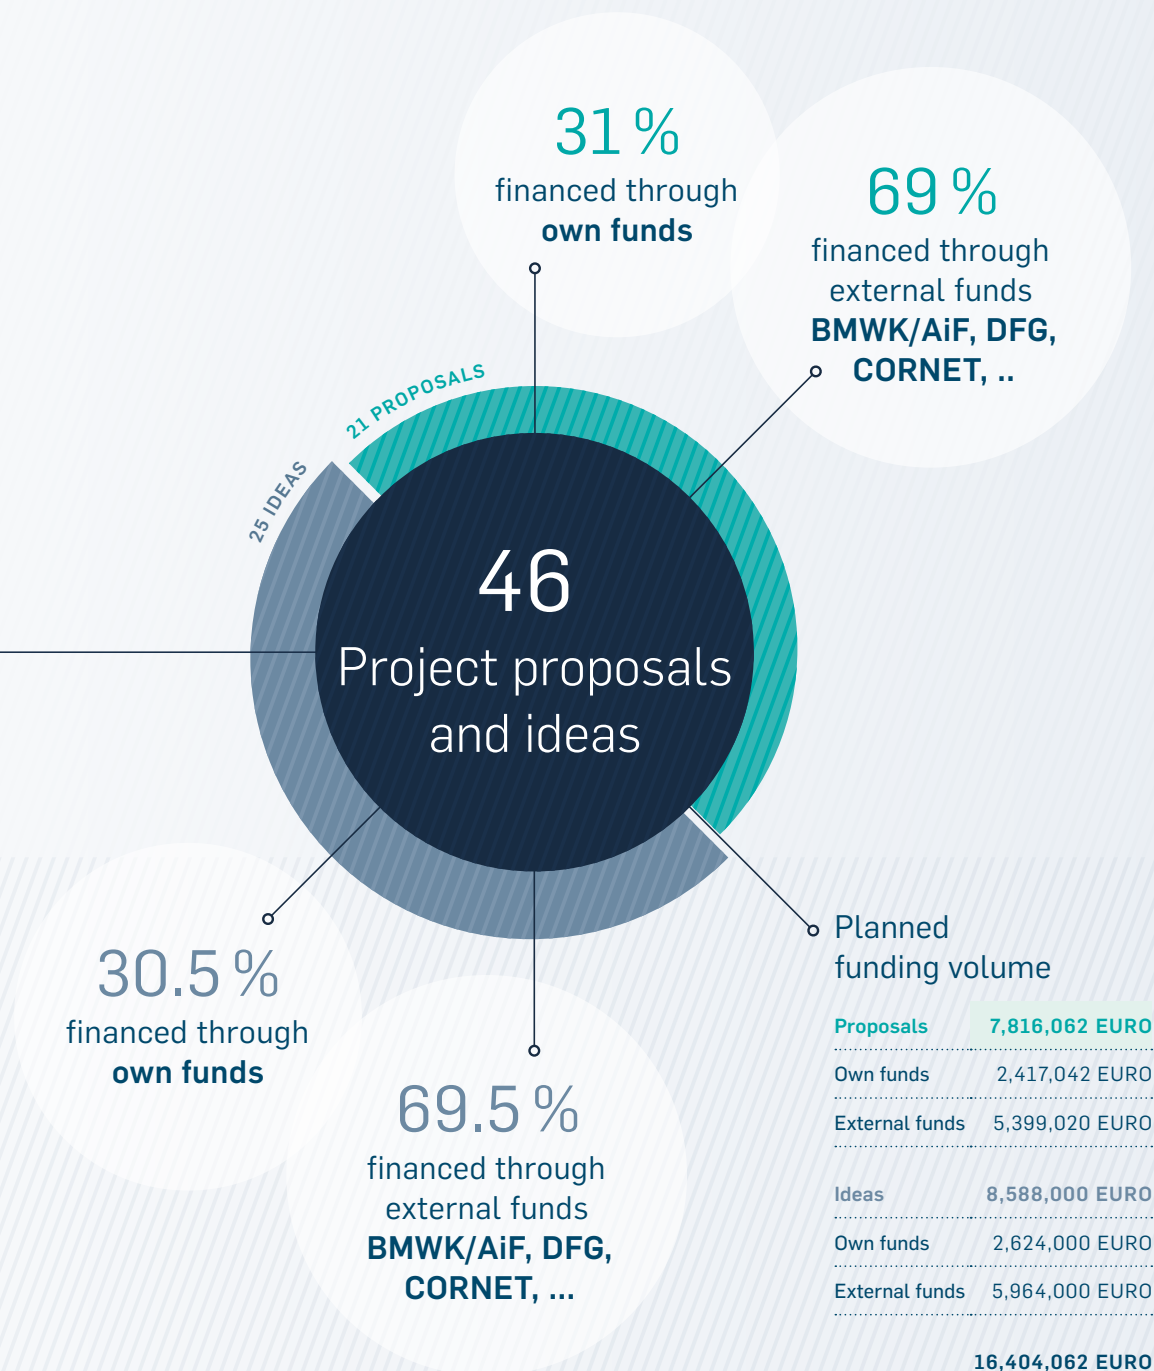 31 %
financed through
own funds
69 %
financed through
external funds
BMWK/AiF, DFG,
CORNET, ..
21 PROPOSALS
25 IDEAS
46
Project proposals
and ideas
30.5 %
financed through
own funds
69.5 %
financed through
external funds
BMWK/AiF, DFG,
CORNET, ...
Planned
funding volume
Proposals 7,816,062 EURO
Own funds 2,417,042 EURO
External funds 5,399,020 EURO
Ideas 8,588,000 EURO
Own funds 2,624,000 EURO
External funds 5,964,000 EURO
16,404,062 EURO